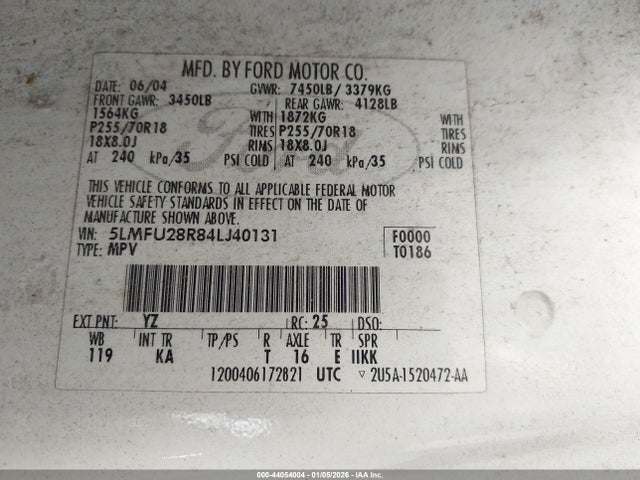 MFD. BY FORD MOTOR CO.
DATE: 06/04 GVWR: 7450LB / 3379KG
FRONT GAWR: 3450LB REAR GAWR: 4128LB
1564KG WITH 1872KG WITH
P255/70R18 TIRES P255/70R18 TIRES
18X8.0J RIMS 18X8.0J RIMS
AT 240 kPa/35 PSI COLD AT 240 kPa/35 PSI COLD
Ford
THIS VEHICLE CONFORMS TO ALL APPLICABLE FEDERAL MOTOR
VEHICLE SAFETY STANDARDS IN EFFECT ON THE DATE OF
MANUFACTURE SHOWN ABOVE.
VIN: 5LMFU28R84LJ40131 F0000
TYPE: MPV T0186
EXT PNT: YZ RC: 25 DSO:
WB INT TR TP/PS R AXLE TR SPR
119 KA T 16 E IIKK
1200406172821 UTC ▽ 2U5A-1520472-AA
000-44054004 | 01/05/2026 - IAA Inc.